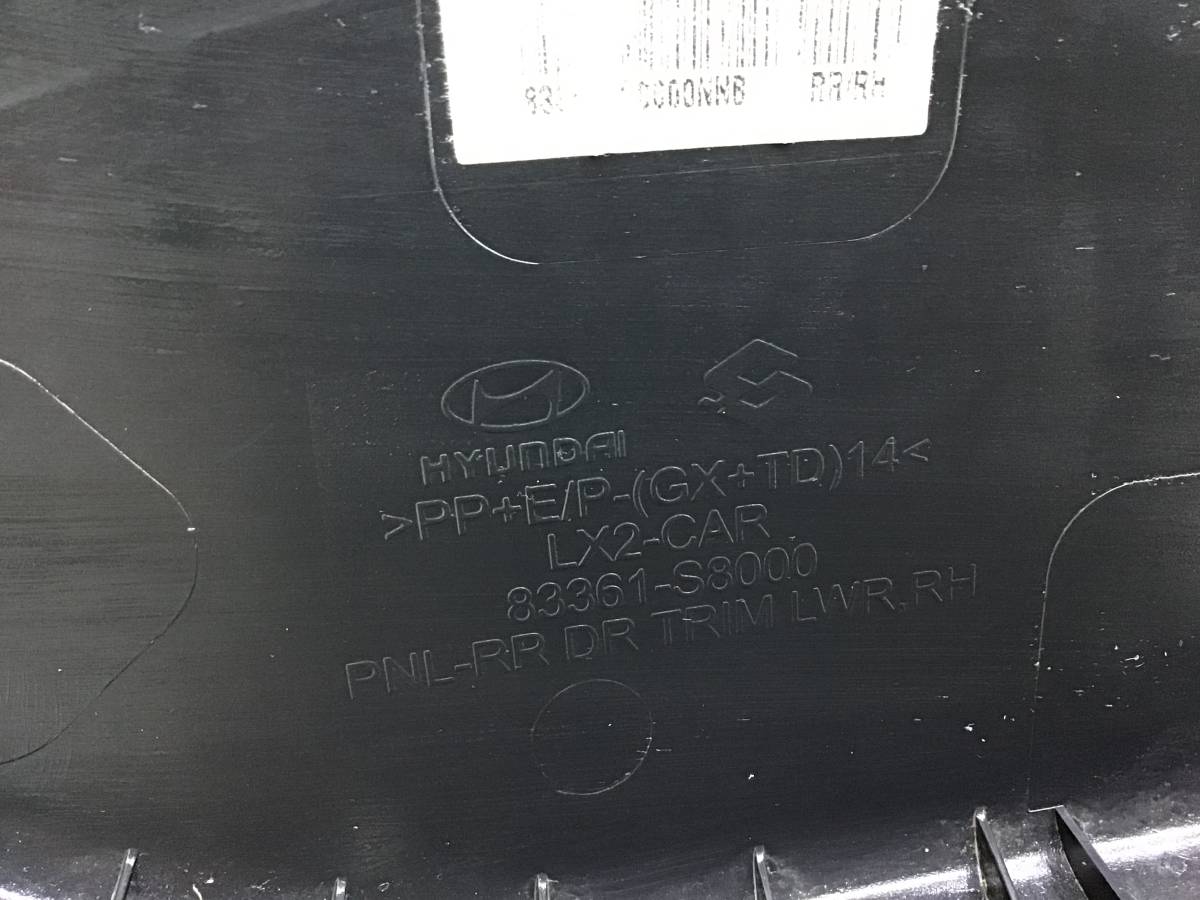 RR/RH
HYUNDAI
>PP+E/P-(GX+TD)14<
LX2-CAR
83361-S8000
PNL-RR DR TRIM LWR,RH